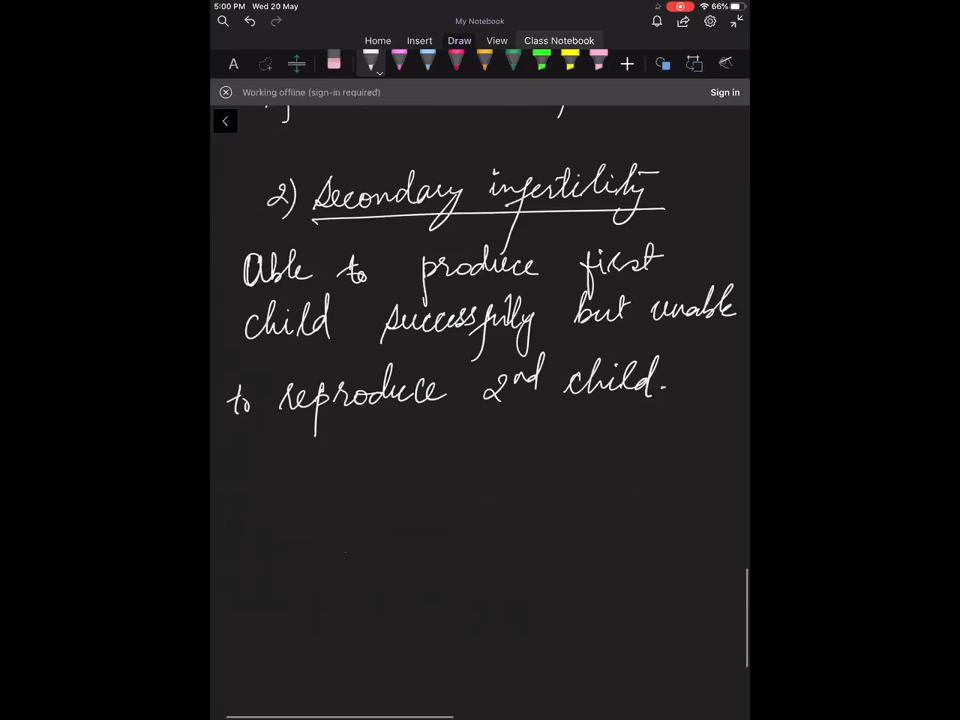 5:00 PM Wed 20 May
66%
My Notebook
Home Insert Draw View Class Notebook
A
Working offline (sign-in required) Sign in
2) Secondary infertility
Able to produce first
child successfully but unable
to reproduce 2nd child.